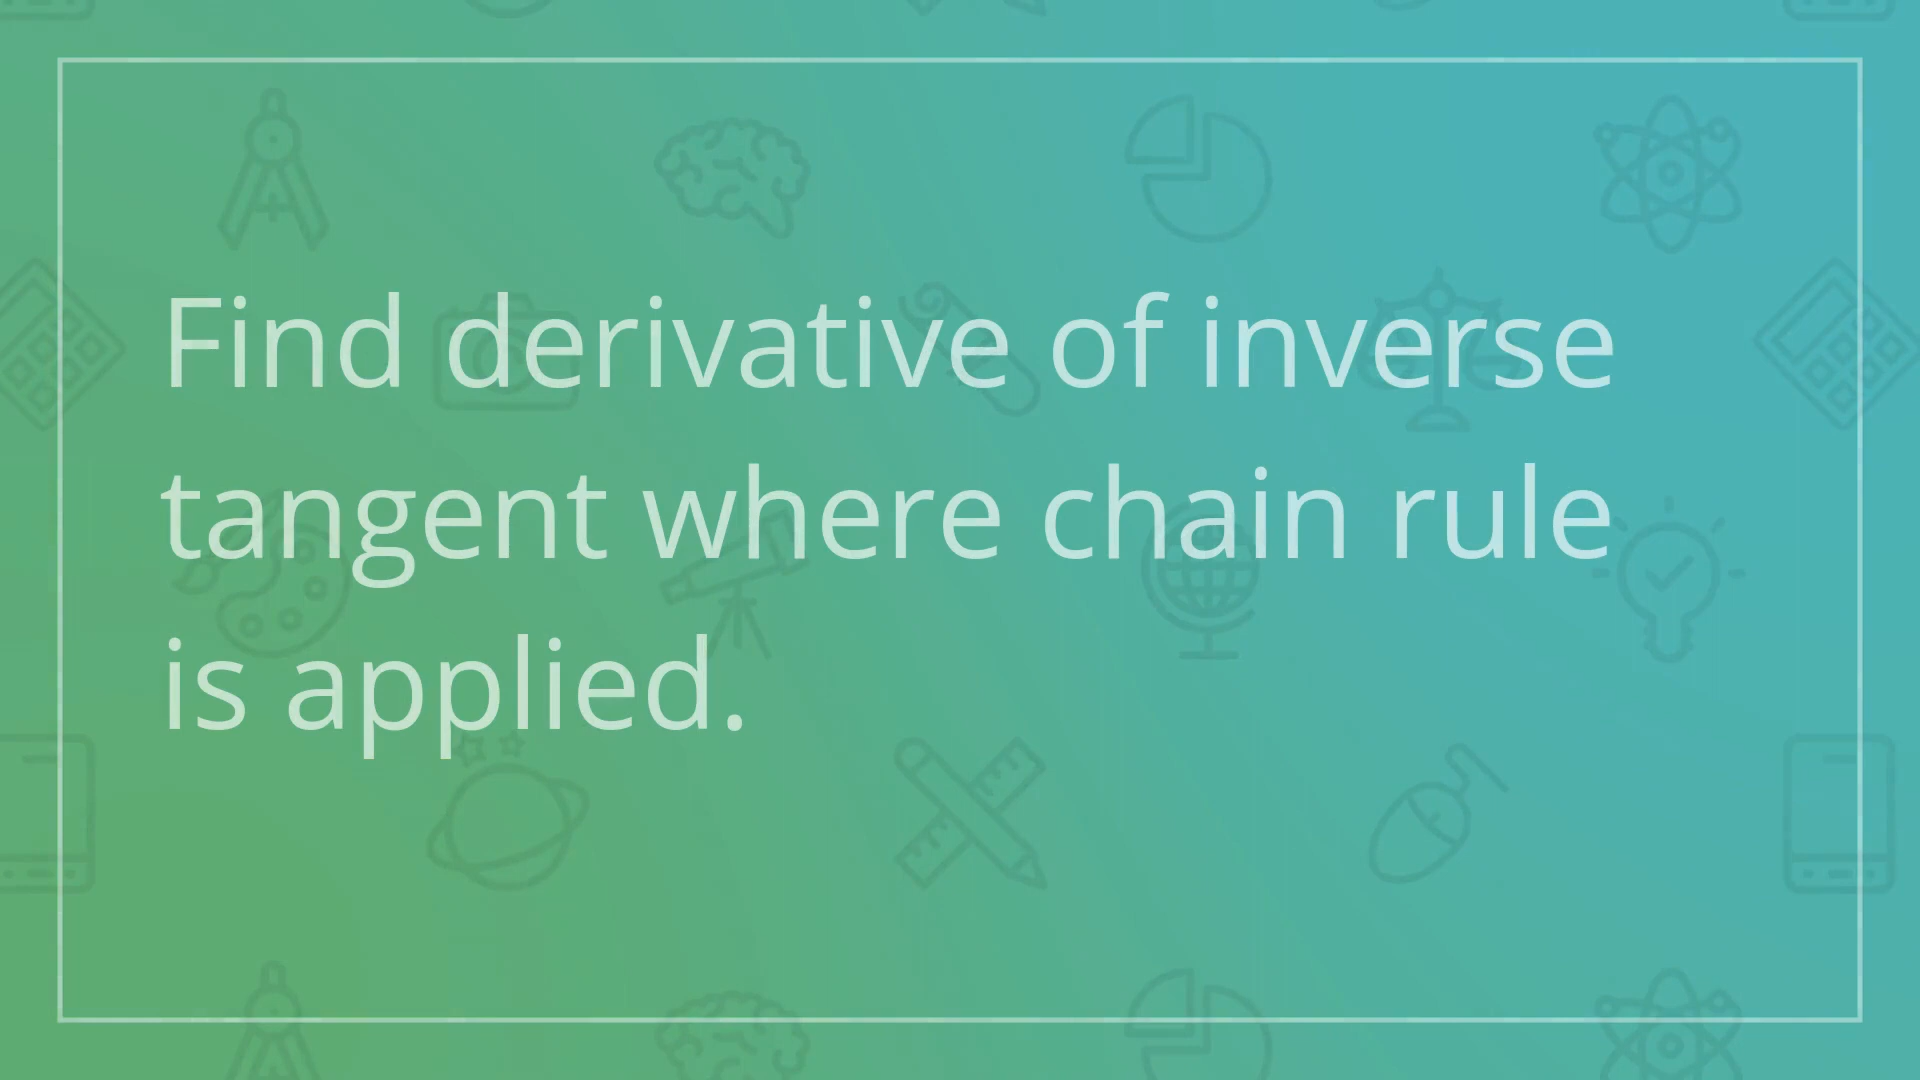 Find derivative of inverse
tangent where chain rule
is applied.